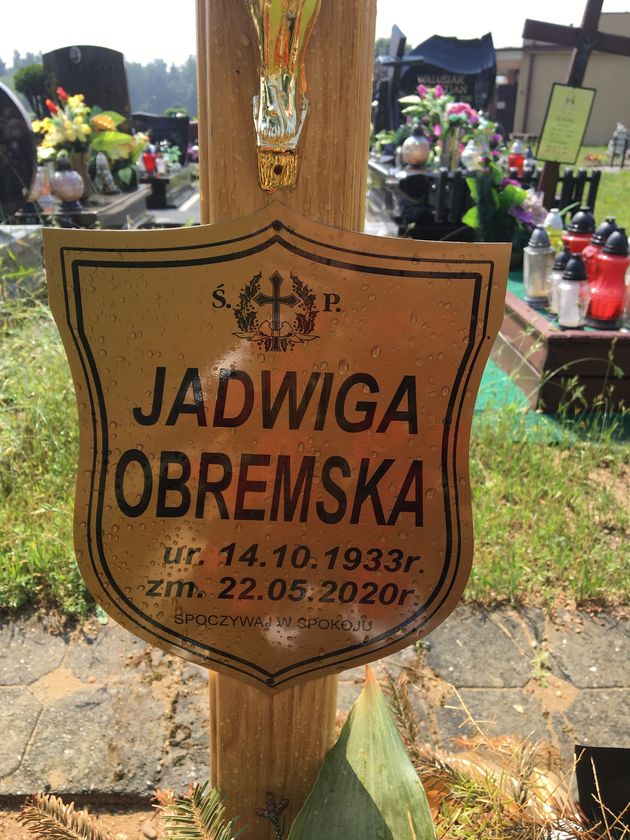 Ś. P.
JADWIGA
OBREMSKA
ur. 14.10.1933r.
zm. 22.05.2020r.
SPOCZYWAJ W SPOKOJU